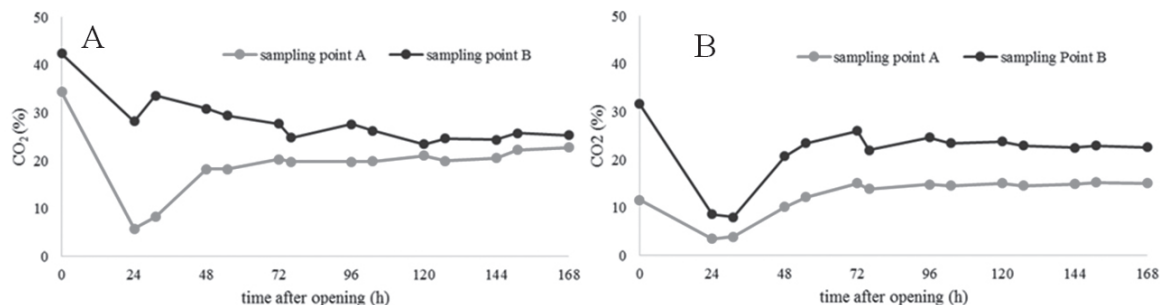 A
sampling point A
sampling point B
CO2 (%)
50
40
30
20
10
0
0 24 48 72 96 120 144 168
time after opening (h)
B
sampling point A
sampling Point B
CO2 (%)
50
40
30
20
10
0
0 24 48 72 96 120 144 168
time after opening (h)